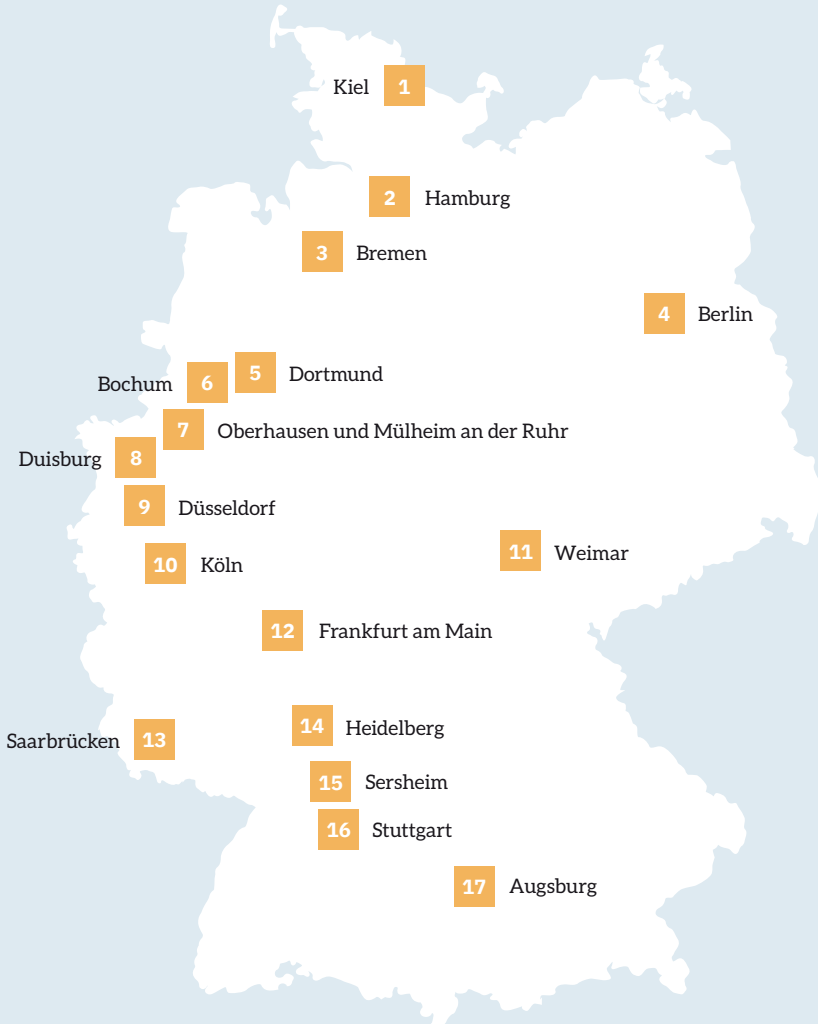 Kiel 1
2 Hamburg
3 Bremen
4 Berlin
5 Dortmund
Bochum 6
7 Oberhausen und Mülheim an der Ruhr
Duisburg 8
9 Düsseldorf
11 Weimar
10 Köln
12 Frankfurt am Main
14 Heidelberg
Saarbrücken 13
15 Sersheim
16 Stuttgart
17 Augsburg